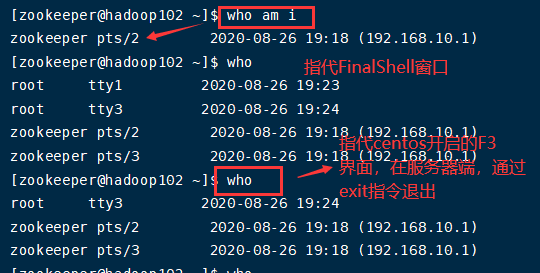 [zookeeper@hadoop102 ~]$ who am i
zookeeper pts/2        2020-08-26 19:18 (192.168.10.1)
[zookeeper@hadoop102 ~]$ who
指代FinalShell窗口
root     tty1         2020-08-26 19:23
root     tty3         2020-08-26 19:24
zookeeper pts/2        2020-08-26 19:18 (192.168.10.1)
zookeeper pts/3        2020-08-26 19:18 (192.168.10.1)
指代centos开启的F3
界面，在服务器端，通过
exit指令退出
[zookeeper@hadoop102 ~]$ who
root     tty3         2020-08-26 19:24
zookeeper pts/2        2020-08-26 19:18 (192.168.10.1)
zookeeper pts/3        2020-08-26 19:18 (192.168.10.1)
[zookeeper@hadoop102 ~]$ who